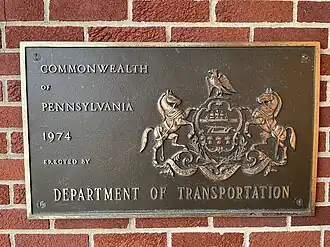 COMMONWEALTH
OF
PENNSYLVANIA
1974
ERECTED BY
DEPARTMENT OF TRANSPORTATION